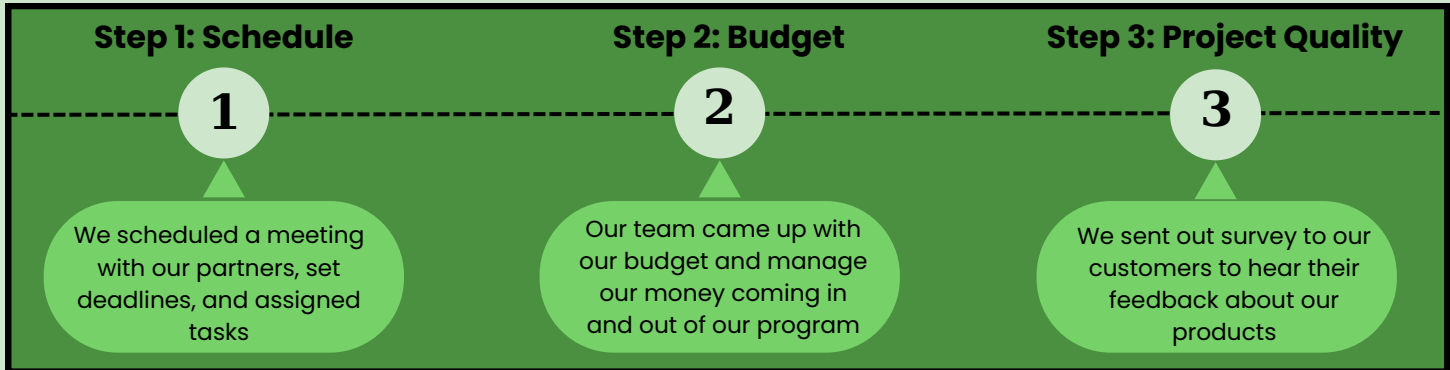 Step 1: Schedule
Step 2: Budget
Step 3: Project Quality
1
2
3
We scheduled a meeting
with our partners, set
deadlines, and assigned
tasks
Our team came up with
our budget and manage
our money coming in
and out of our program
We sent out survey to our
customers to hear their
feedback about our
products